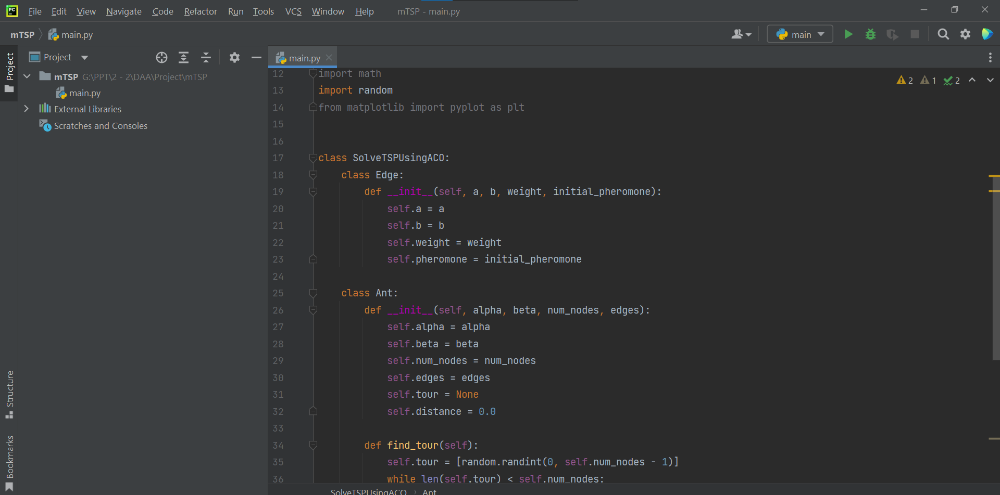 PC
File Edit View Navigate Code Refactor Run Tools VCS Window Help mTSP - main.py
mTSP main.py main
Project
Project
mTSP G:\PPT\2 - 2\DAA\Project\mTSP
main.py
External Libraries
Scratches and Consoles
Structure
Bookmarks
main.py
2 1 2
12 import math
13 import random
14 from matplotlib import pyplot as plt
15
16
17 class SolveTSPUsingACO:
18     class Edge:
19         def __init__(self, a, b, weight, initial_pheromone):
20             self.a = a
21             self.b = b
22             self.weight = weight
23             self.pheromone = initial_pheromone
24
25     class Ant:
26         def __init__(self, alpha, beta, num_nodes, edges):
27             self.alpha = alpha
28             self.beta = beta
29             self.num_nodes = num_nodes
30             self.edges = edges
31             self.tour = None
32             self.distance = 0.0
33
34         def find_tour(self):
35             self.tour = [random.randint(0, self.num_nodes - 1)]
36             while len(self.tour) < self.num_nodes:
SolveTSPUsingACO Ant